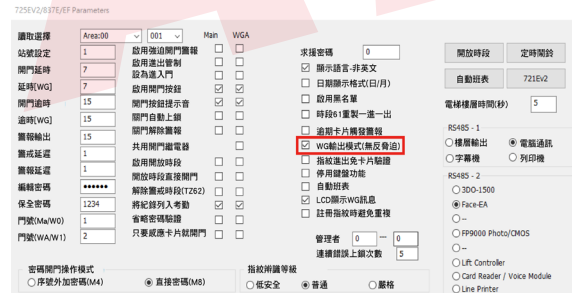 725EV2/837E/EF Parameters
讀取選擇 Area:00 001 Main WGA
站號設定 1 啟用強迫開門警報
開門延時 7 啟用進出管制
設為進入門
延時[WG] 7 啟用開門按鈕
開門逾時 15 開門按鈕提示音
逾時[WG] 15 關門自動上鎖
警報輸出 15 關門解除警報
警戒延遲 1 共用開門繼電器
警報延遲 1 啟用開放時段
編輯密碼 ●●●●●● 開放時段直接開門
保全密碼 1234 解除警戒時段(TZ62)
門號(Ma/W0) 1 將紀錄列入考勤
門號(WA/W1) 2 省略密碼驗證
只要感應卡片就開門
求援密碼 0
顯示語言-非英文
日期顯示格式(日/月)
啟用黑名單
時段61重製一進一出
逾期卡片觸發警報
WG輸出模式(無反脅迫)
指紋進出免卡片驗證
停用鍵盤功能
自動班表
LCD顯示WG訊息
註冊指紋時避免重複
管理者 0 --- 0
連續錯誤上鎖次數 5
開放時段 定時鬧鈴
自動班表 721Ev2
電梯樓層時間(秒) 5
RS485 - 1
樓層輸出 電腦通訊
字幕機 列印機
RS485 - 2
3DO-1500
Face-EA
--
FP9000 Photo/CMOS
--
Lift Controller
Card Reader / Voice Module
Line Printer
密碼開門操作模式
序號外加密碼(M4) 直接密碼(M8)
指紋辨識等級
低安全 普通 嚴格